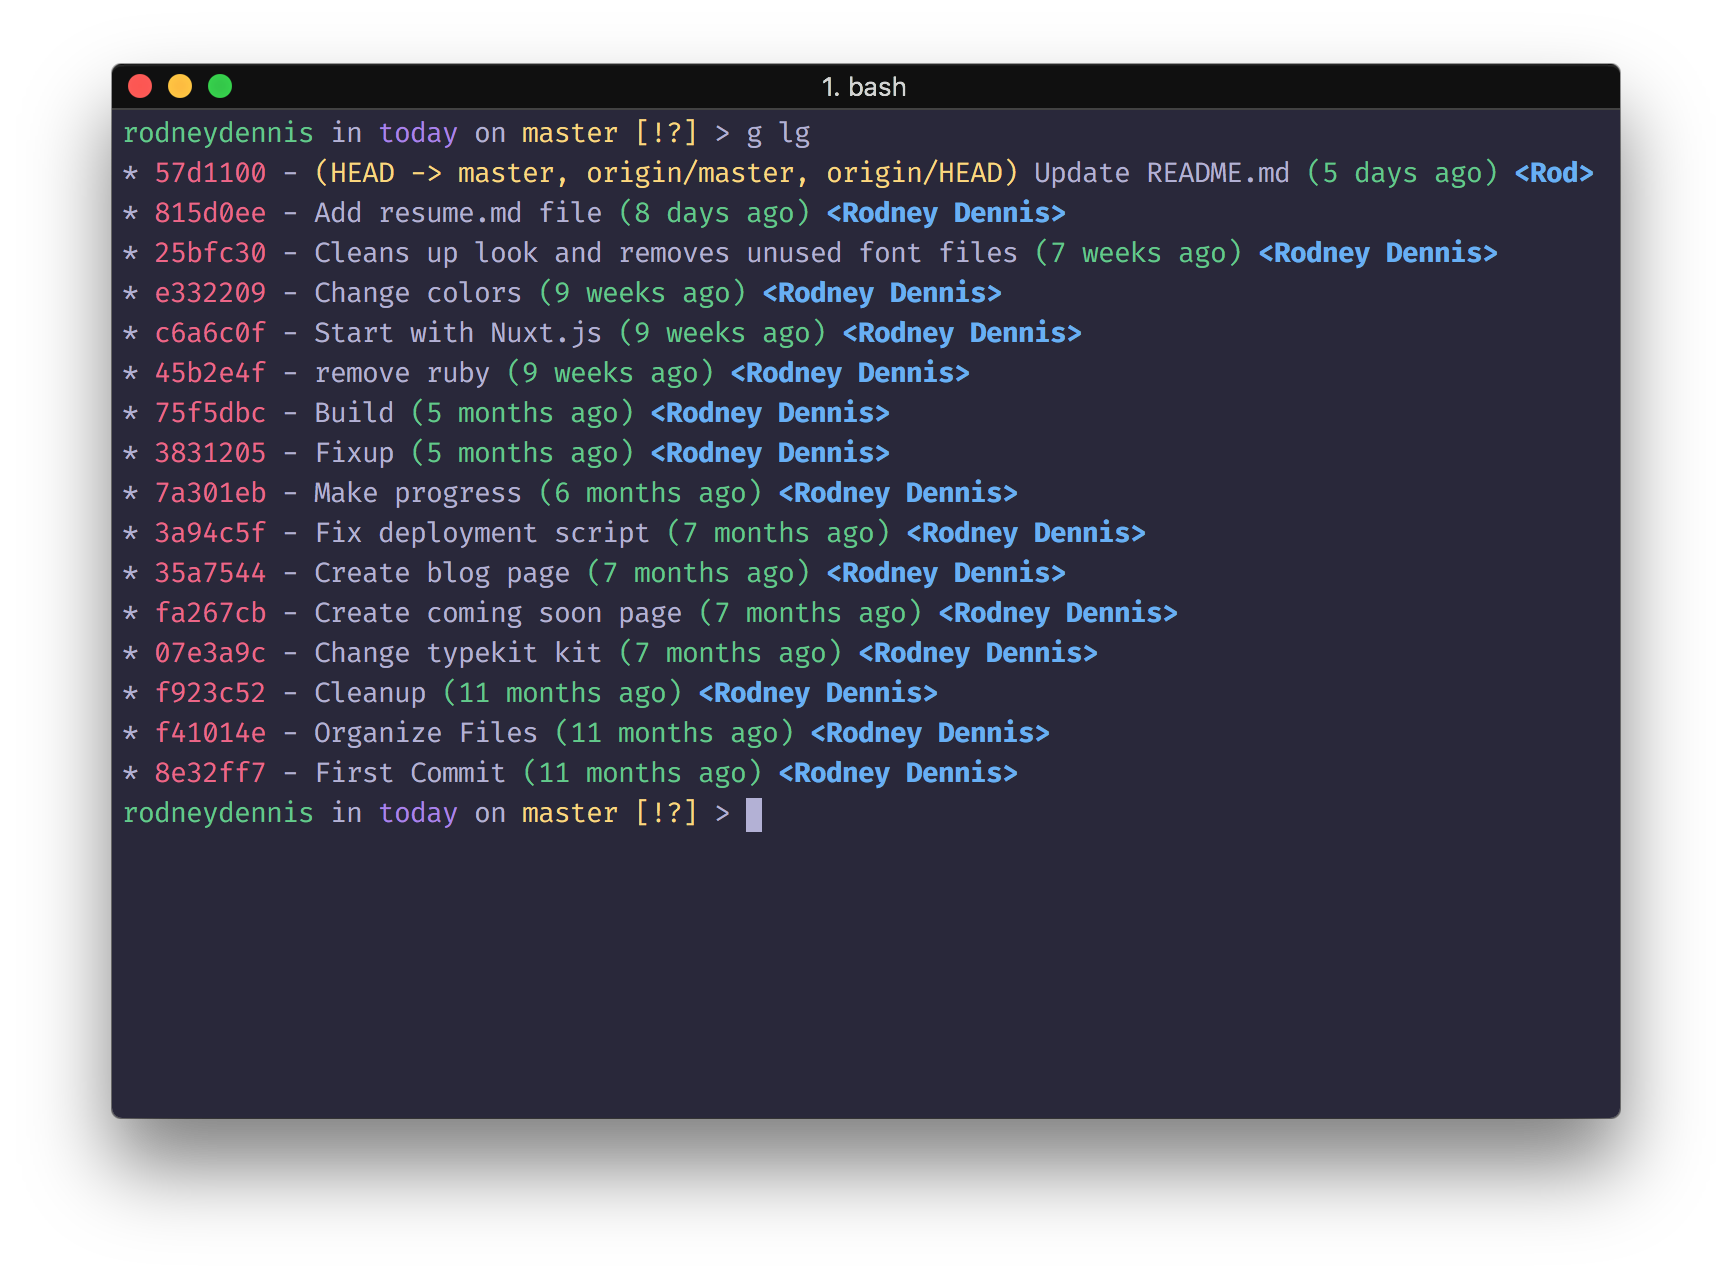 1. bash
rodneydennis in today on master [!?] > g lg
* 57d1100 - (HEAD -> master, origin/master, origin/HEAD) Update README.md (5 days ago) <Rod>
* 815d0ee - Add resume.md file (8 days ago) <Rodney Dennis>
* 25bfc30 - Cleans up look and removes unused font files (7 weeks ago) <Rodney Dennis>
* e332209 - Change colors (9 weeks ago) <Rodney Dennis>
* c6a6c0f - Start with Nuxt.js (9 weeks ago) <Rodney Dennis>
* 45b2e4f - remove ruby (9 weeks ago) <Rodney Dennis>
* 75f5dbc - Build (5 months ago) <Rodney Dennis>
* 3831205 - Fixup (5 months ago) <Rodney Dennis>
* 7a301eb - Make progress (6 months ago) <Rodney Dennis>
* 3a94c5f - Fix deployment script (7 months ago) <Rodney Dennis>
* 35a7544 - Create blog page (7 months ago) <Rodney Dennis>
* fa267cb - Create coming soon page (7 months ago) <Rodney Dennis>
* 07e3a9c - Change typekit kit (7 months ago) <Rodney Dennis>
* f923c52 - Cleanup (11 months ago) <Rodney Dennis>
* f41014e - Organize Files (11 months ago) <Rodney Dennis>
* 8e32ff7 - First Commit (11 months ago) <Rodney Dennis>
rodneydennis in today on master [!?] >